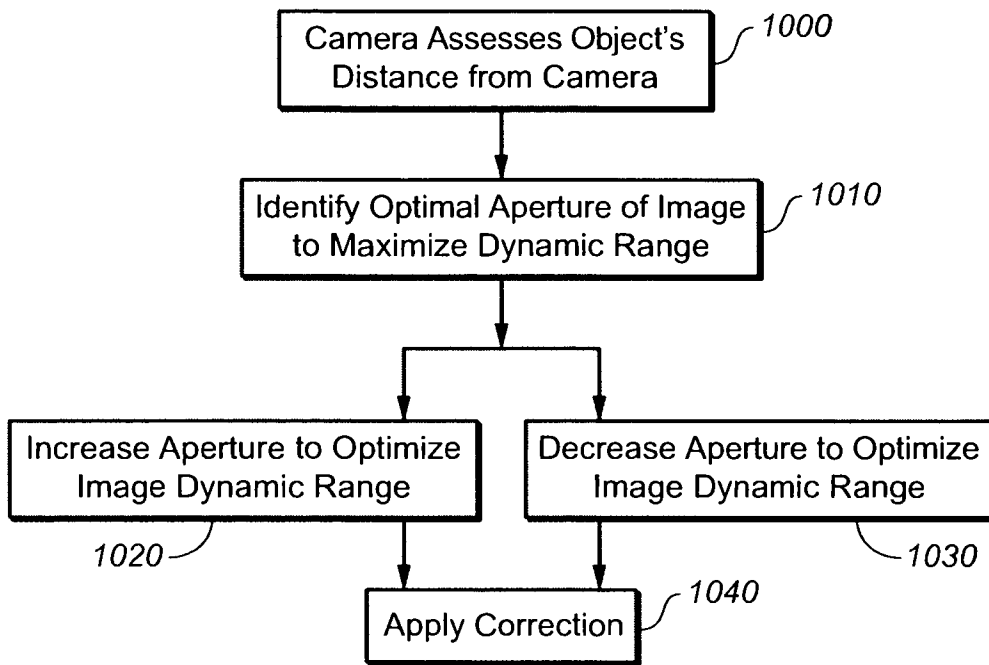 Camera Assesses Object's
Distance from Camera
1000
Identify Optimal Aperture of Image
to Maximize Dynamic Range
1010
Increase Aperture to Optimize
Image Dynamic Range
1020
Decrease Aperture to Optimize
Image Dynamic Range
1030
Apply Correction
1040